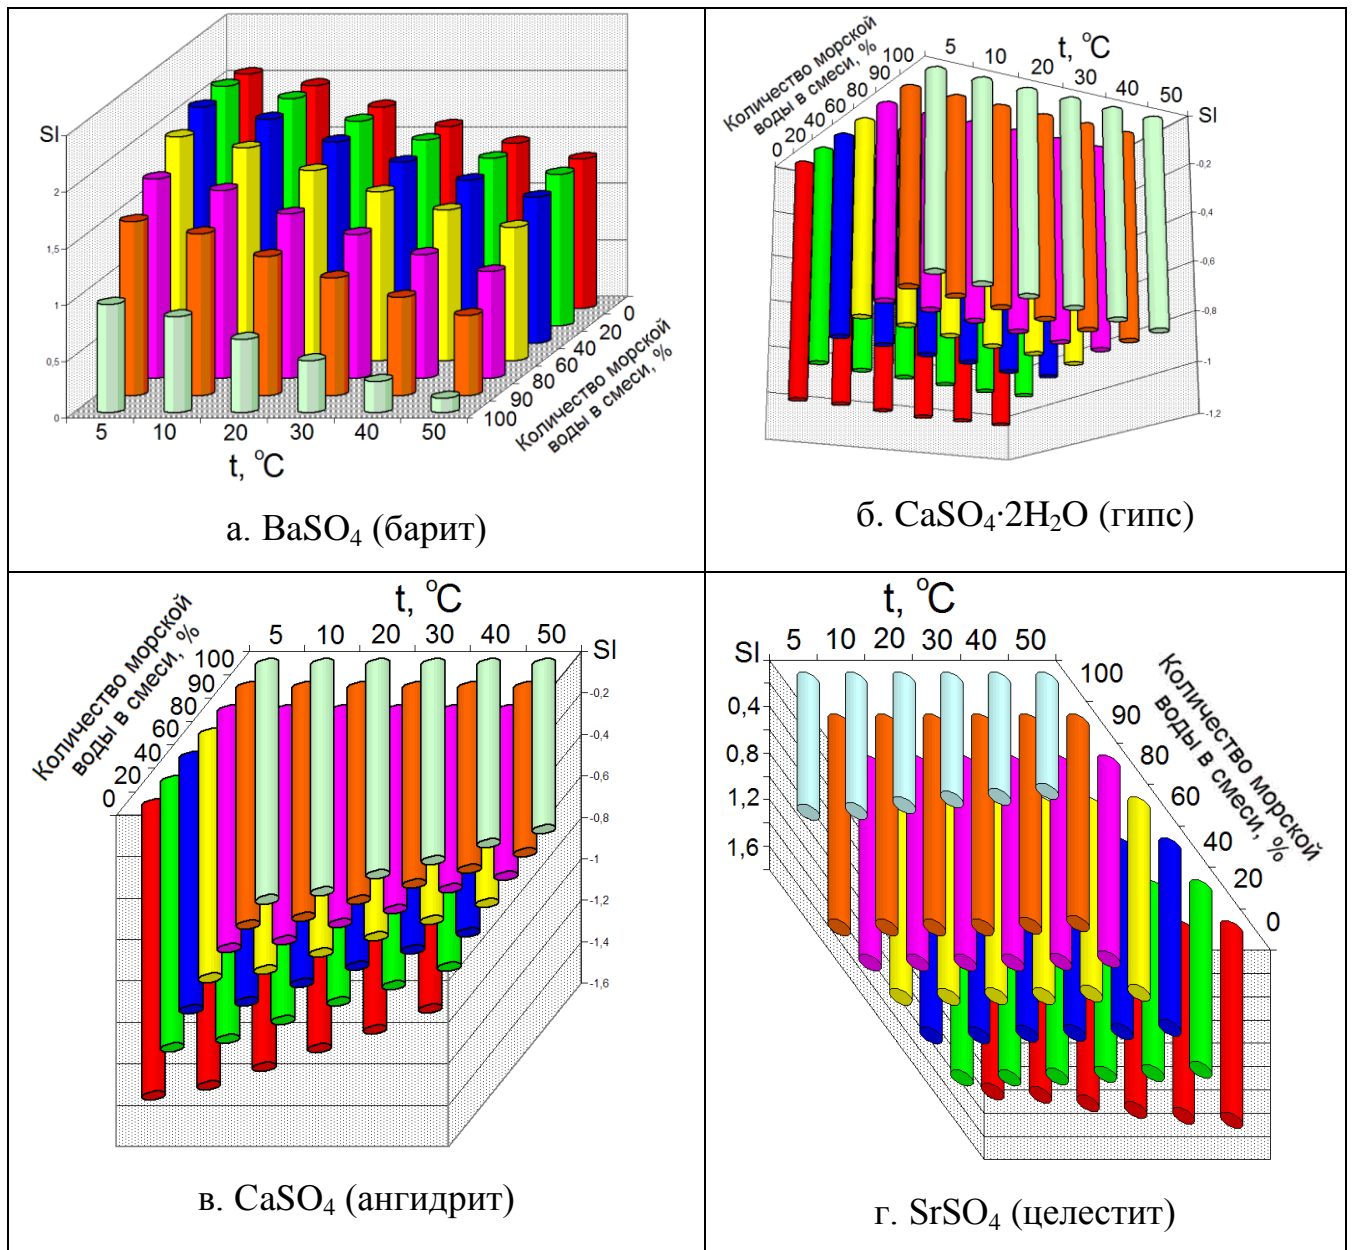 SI
2
1,5
1
0,5
0
5 10 20 30 40 50
t, °C
0
20
40
60
80
90
100
Количество морской
воды в смеси, %
а. BaSO₄ (барит)
Количество морской
воды в смеси, %
0 20 40 60 80 90 100
5 10 20 30 40 50
t, °C
SI
-0,2
-0,4
-0,6
-0,8
-1
-1,2
б. CaSO₄·2H₂O (гипс)
t, °C
5 10 20 30 40 50
Количество морской
воды в смеси, %
100
90
80
60
40
20
0
SI
-0,2
-0,4
-0,6
-0,8
-1
-1,2
-1,4
-1,6
в. CaSO₄ (ангидрит)
t, °C
5 10 20 30 40 50
SI
0,4
0,8
1,2
1,6
100
90
80
60
40
20
0
Количество морской
воды в смеси, %
г. SrSO₄ (целестит)